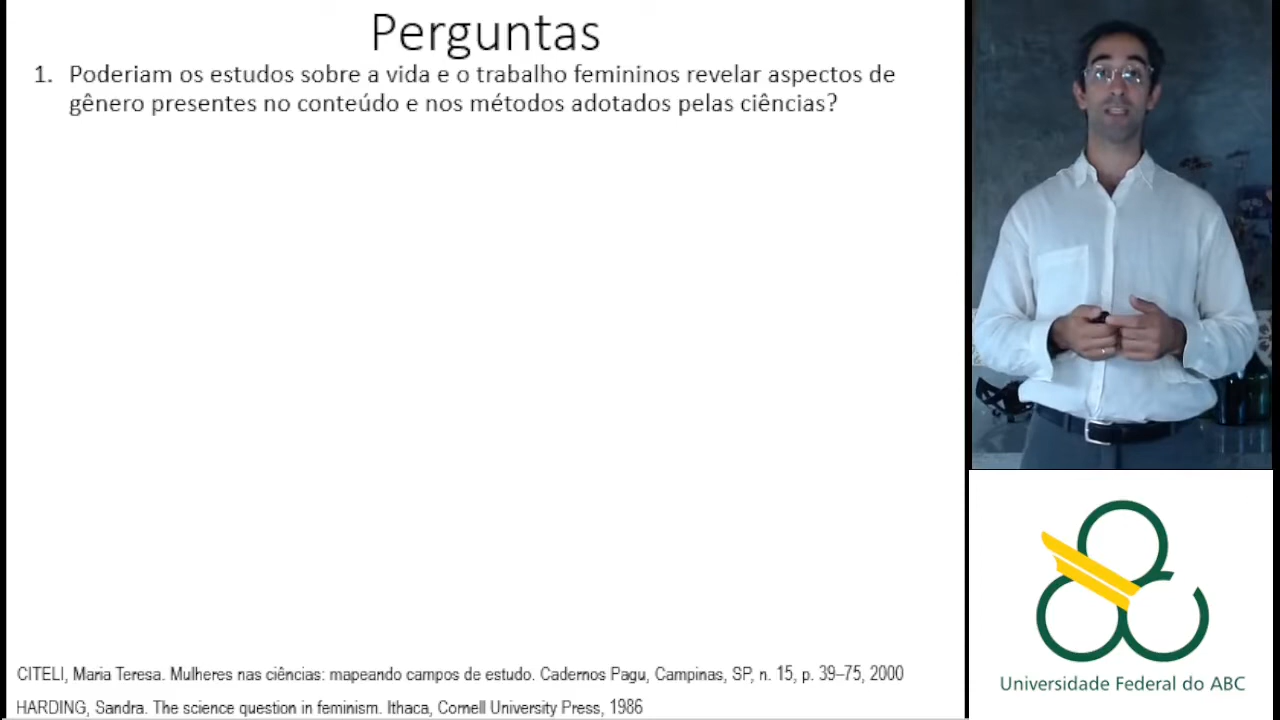 Perguntas
1. Poderiam os estudos sobre a vida e o trabalho femininos revelar aspectos de
gênero presentes no conteúdo e nos métodos adotados pelas ciências?
CITELI, Maria Teresa. Mulheres nas ciências: mapeando campos de estudo. Cadernos Pagu, Campinas, SP, n. 15, p. 39–75, 2000
HARDING, Sandra. The science question in feminism. Ithaca, Cornell University Press, 1986
Universidade Federal do ABC